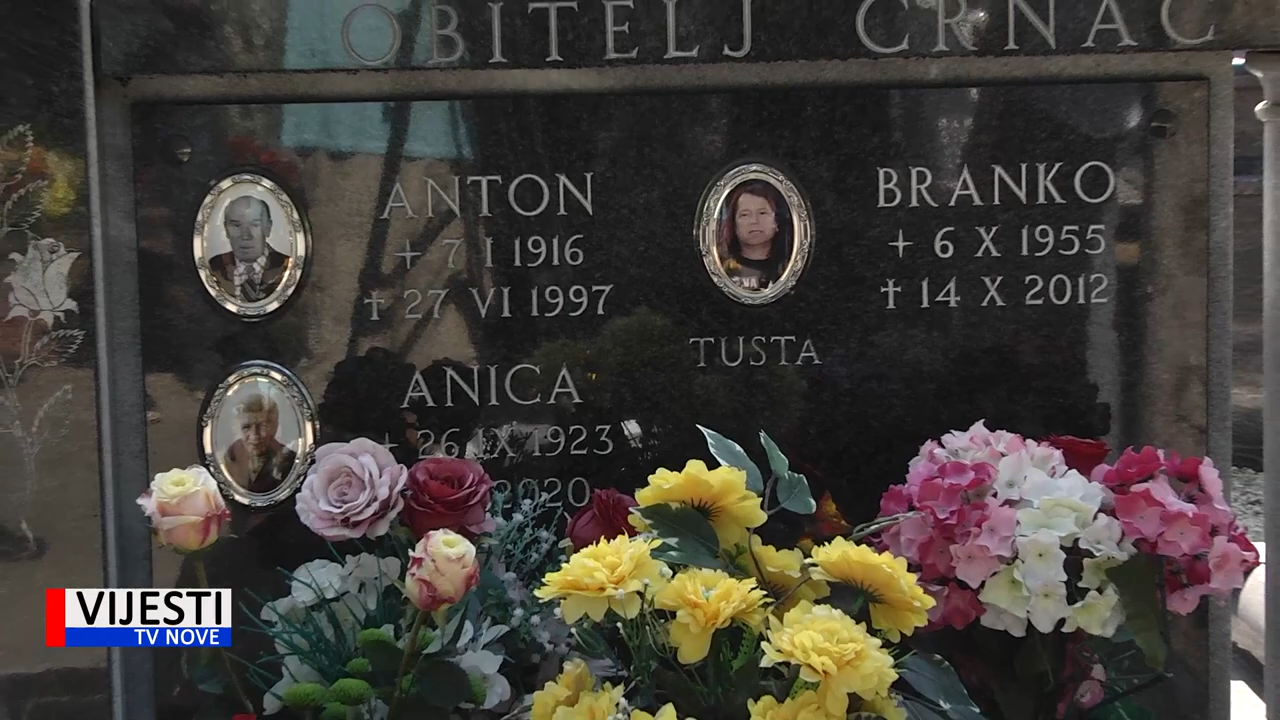 OBITELJ CRNAC
ANTON
+ 7 I 1916
† 27 VI 1997
ANICA
+ 26 IX 1923
2020
BRANKO
+ 6 X 1955
† 14 X 2012
TUSTA
VIJESTI
TV NOVE